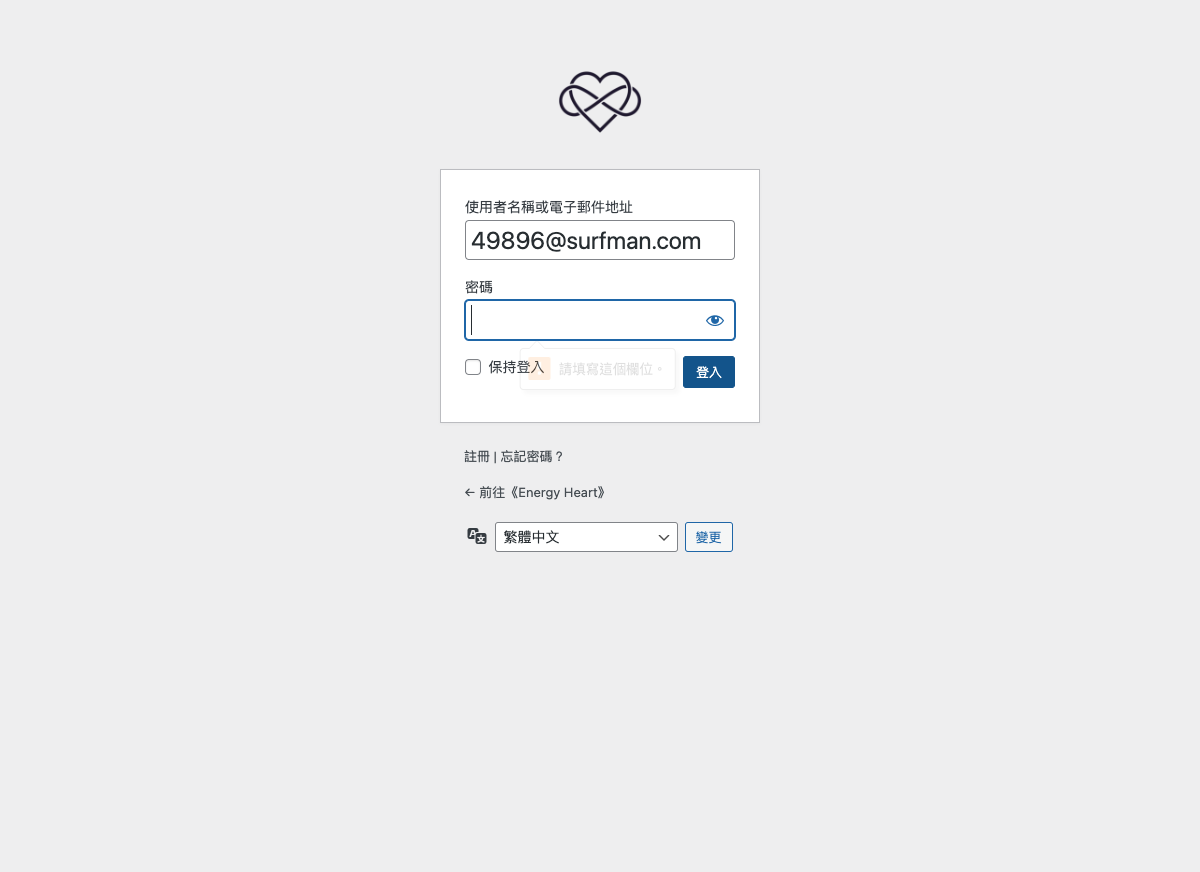 使用者名稱或電子郵件地址
49896@surfman.com
密碼
保持登入
請填寫這個欄位。
登入
註冊 | 忘記密碼？
← 前往《Energy Heart》
繁體中文
變更